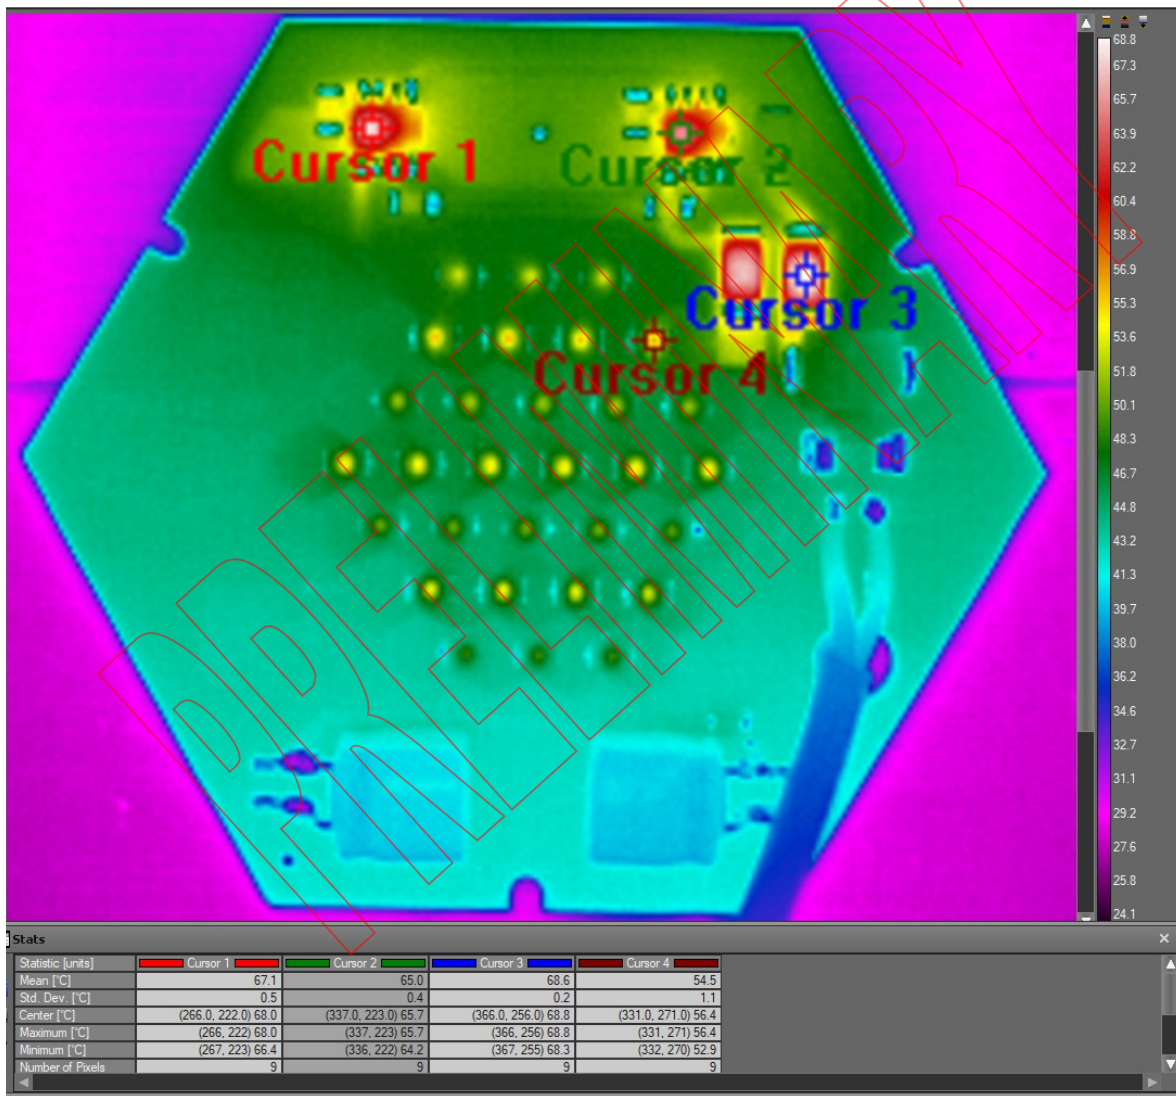 68.8
67.3
65.7
63.9
62.2
60.4
58.8
56.9
55.3
53.6
51.8
50.1
48.3
46.7
44.8
43.2
41.3
39.7
38.0
36.2
34.6
32.7
31.1
29.2
27.6
25.8
24.1
Cursor 1
Cursor 2
Cursor 3
Cursor 4
PRELIMINARY
Stats
Statistic [units] Cursor 1 Cursor 2 Cursor 3 Cursor 4
Mean [°C] 67.1 65.0 68.6 54.5
Std. Dev. [°C] 0.5 0.4 0.2 1.1
Center [°C] (266.0, 222.0) 68.0 (337.0, 223.0) 65.7 (366.0, 256.0) 68.8 (331.0, 271.0) 56.4
Maximum [°C] (266, 222) 68.0 (337, 223) 65.7 (366, 256) 68.8 (331, 271) 56.4
Minimum [°C] (267, 223) 66.4 (336, 222) 64.2 (367, 255) 68.3 (332, 270) 52.9
Number of Pixels 9 9 9 9